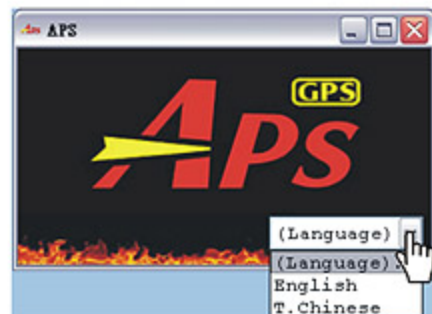 APS
GPS
APS
(Language)
(Language).
English
T.Chinese